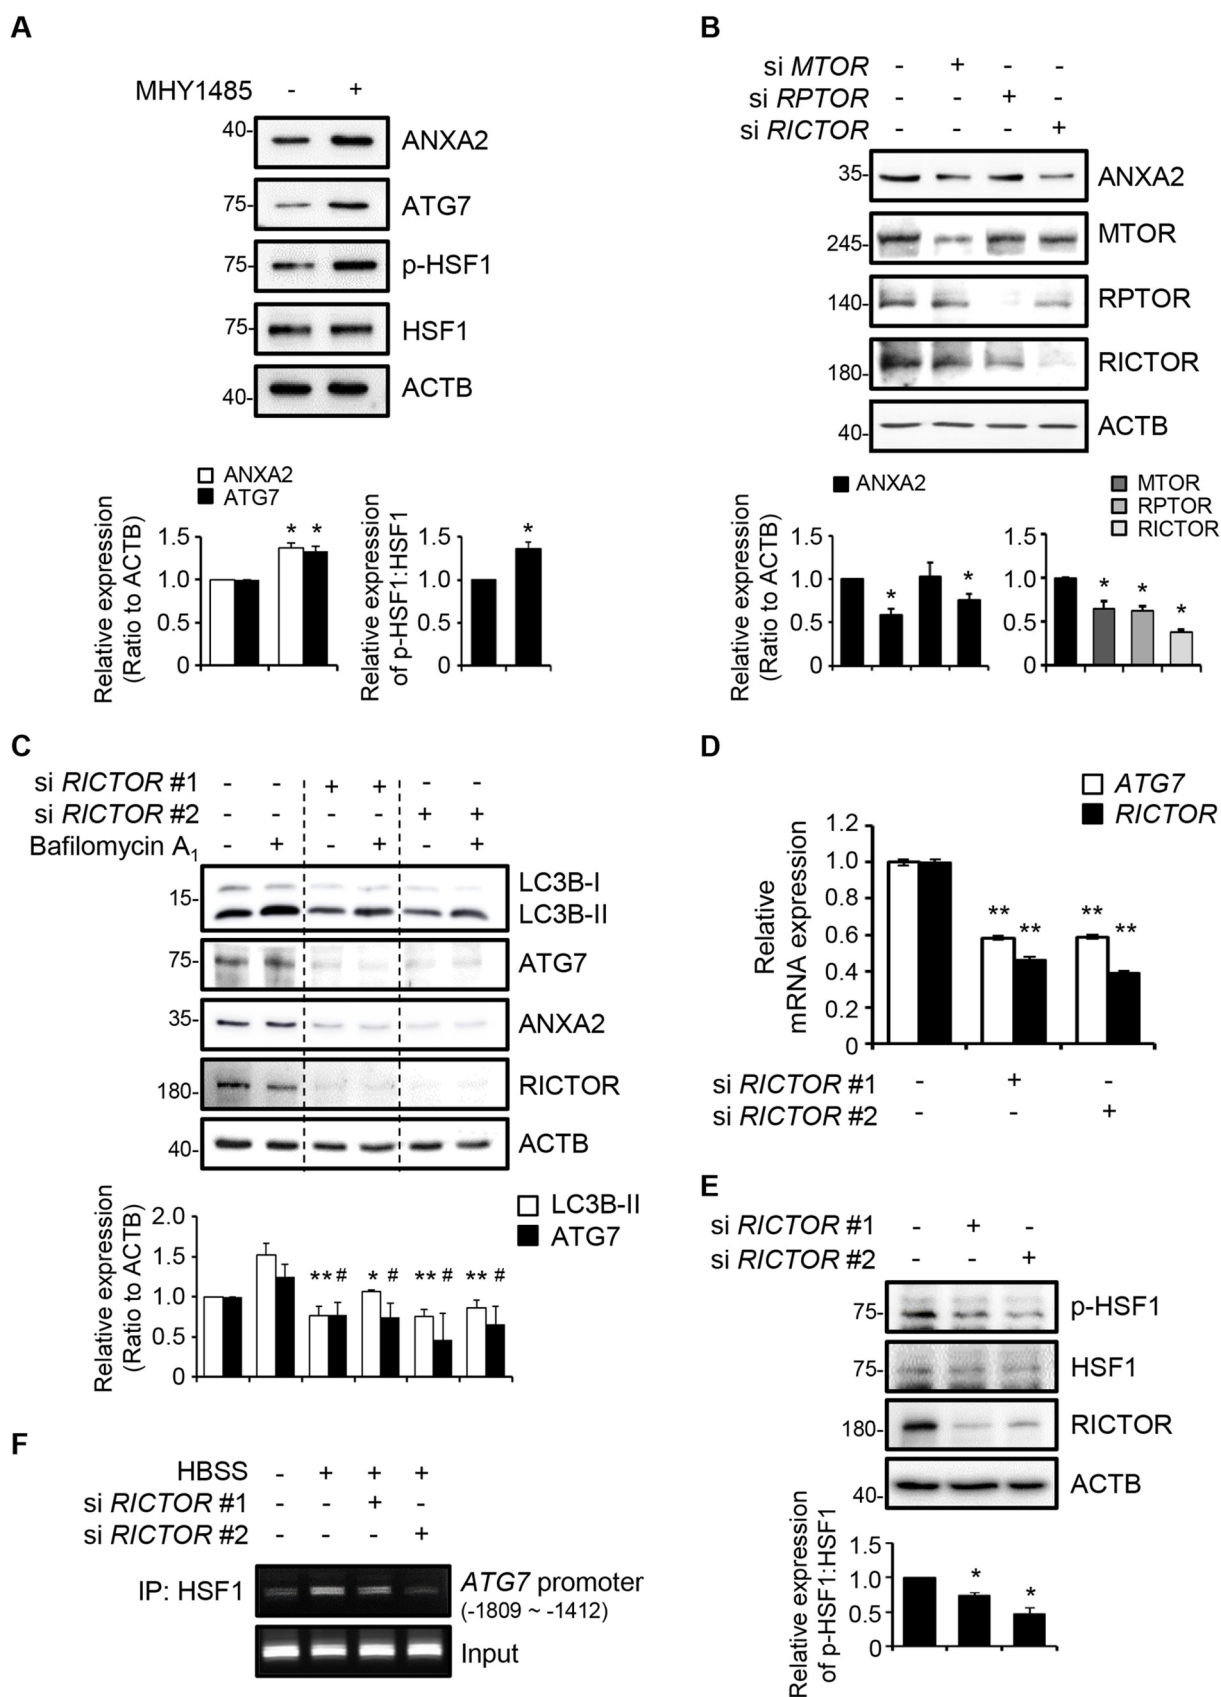 A
MHY1485 - +
40- ANXA2
75- ATG7
75- p-HSF1
75- HSF1
40- ACTB
ANXA2
ATG7
Relative expression
(Ratio to ACTB)
1.5
1.0
0.5
0
* *
Relative expression
of p-HSF1:HSF1
1.5
1.0
0.5
0
*
B
si MTOR - + - -
si RPTOR - - + -
si RICTOR - - - +
35- ANXA2
245- MTOR
140- RPTOR
180- RICTOR
40- ACTB
ANXA2
MTOR
RPTOR
RICTOR
Relative expression
(Ratio to ACTB)
1.5
1.0
0.5
0
* *
1.5
1.0
0.5
0
* * *
C
si RICTOR #1 - - + + - -
si RICTOR #2 - - - - + +
Bafilomycin A1 - + - + - +
15- LC3B-I
LC3B-II
75- ATG7
35- ANXA2
180- RICTOR
40- ACTB
LC3B-II
ATG7
Relative expression
(Ratio to ACTB)
2.0
1.5
1.0
0.5
0
** # * # ** # ** #
D
ATG7
RICTOR
Relative
mRNA expression
1.2
1.0
0.8
0.6
0.4
0.2
0
** ** ** **
si RICTOR #1 - + -
si RICTOR #2 - - +
E
si RICTOR #1 - + -
si RICTOR #2 - - +
75- p-HSF1
75- HSF1
180- RICTOR
40- ACTB
Relative expression
of p-HSF1:HSF1
1.5
1.0
0.5
0
* *
F
HBSS - + + +
si RICTOR #1 - - + -
si RICTOR #2 - - - +
IP: HSF1 ATG7 promoter
(-1809 ~ -1412)
Input